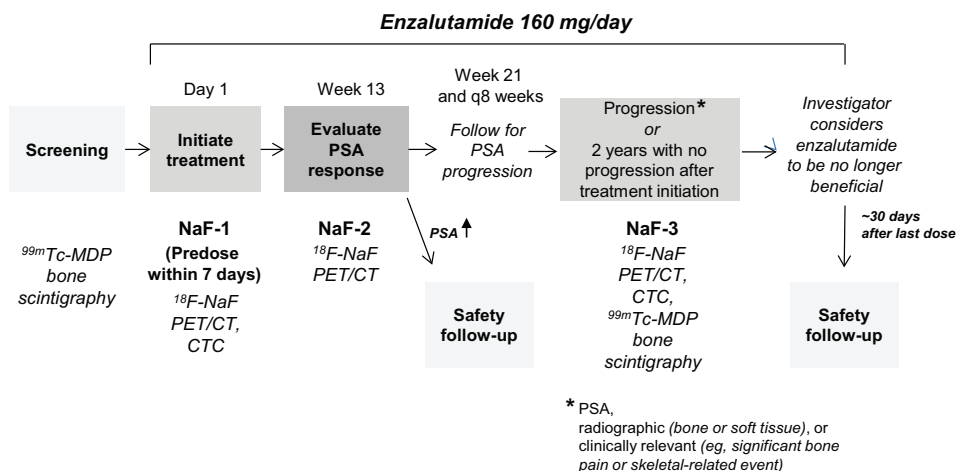 Enzalutamide 160 mg/day
Day 1
Week 13
Week 21
and q8 weeks
Screening
Initiate
treatment
Evaluate
PSA
response
Follow for
PSA
progression
Progression*
or
2 years with no
progression after
treatment initiation
Investigator
considers
enzalutamide
to be no longer
beneficial
99mTc-MDP
bone
scintigraphy
NaF-1
(Predose
within 7 days)
18F-NaF
PET/CT,
CTC
NaF-2
18F-NaF
PET/CT
PSA ↑
Safety
follow-up
NaF-3
18F-NaF
PET/CT,
CTC,
99mTc-MDP
bone
scintigraphy
~30 days
after last dose
Safety
follow-up
* PSA,
radiographic (bone or soft tissue), or
clinically relevant (eg, significant bone
pain or skeletal-related event)